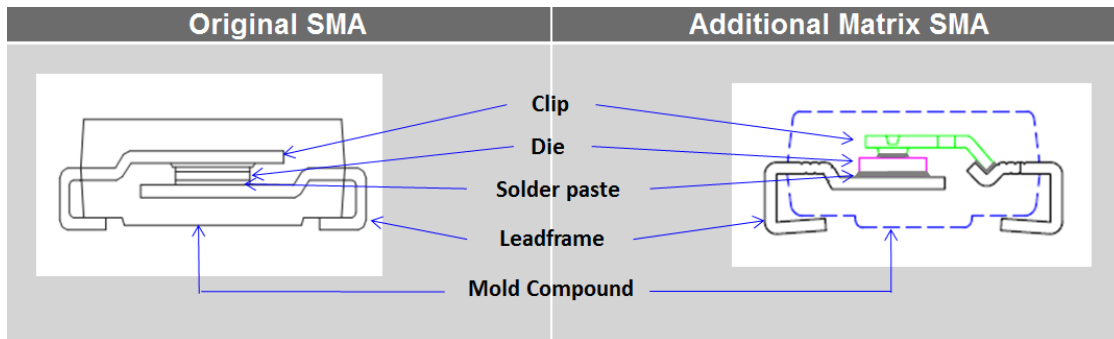 Original SMA
Additional Matrix SMA
Clip
Die
Solder paste
Leadframe
Mold Compound